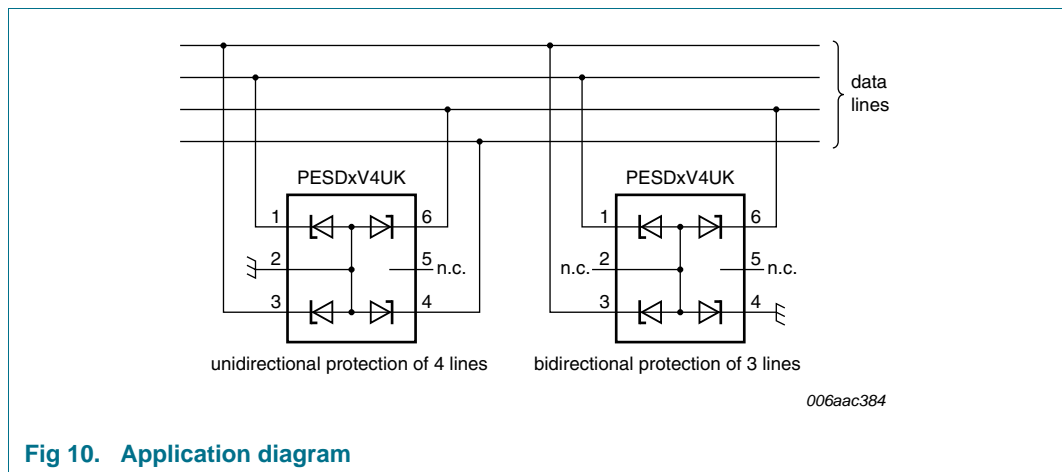 data
lines
PESDxV4UK PESDxV4UK
1 6 1 6
2 5 n.c. n.c. 2 5 n.c.
3 4 3 4
unidirectional protection of 4 lines bidirectional protection of 3 lines
006aac384
Fig 10. Application diagram